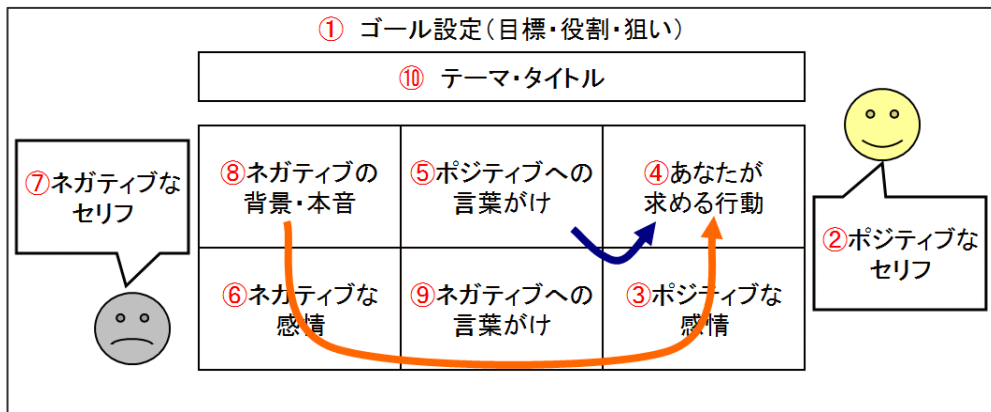 ① ゴール設定(目標・役割・狙い)
⑩ テーマ・タイトル
⑦ネガティブな
セリフ
⑧ネガティブの
背景・本音
⑤ポジティブへの
言葉がけ
④あなたが
求める行動
②ポジティブな
セリフ
⑥ネガティブな
感情
⑨ネガティブへの
言葉がけ
③ポジティブな
感情